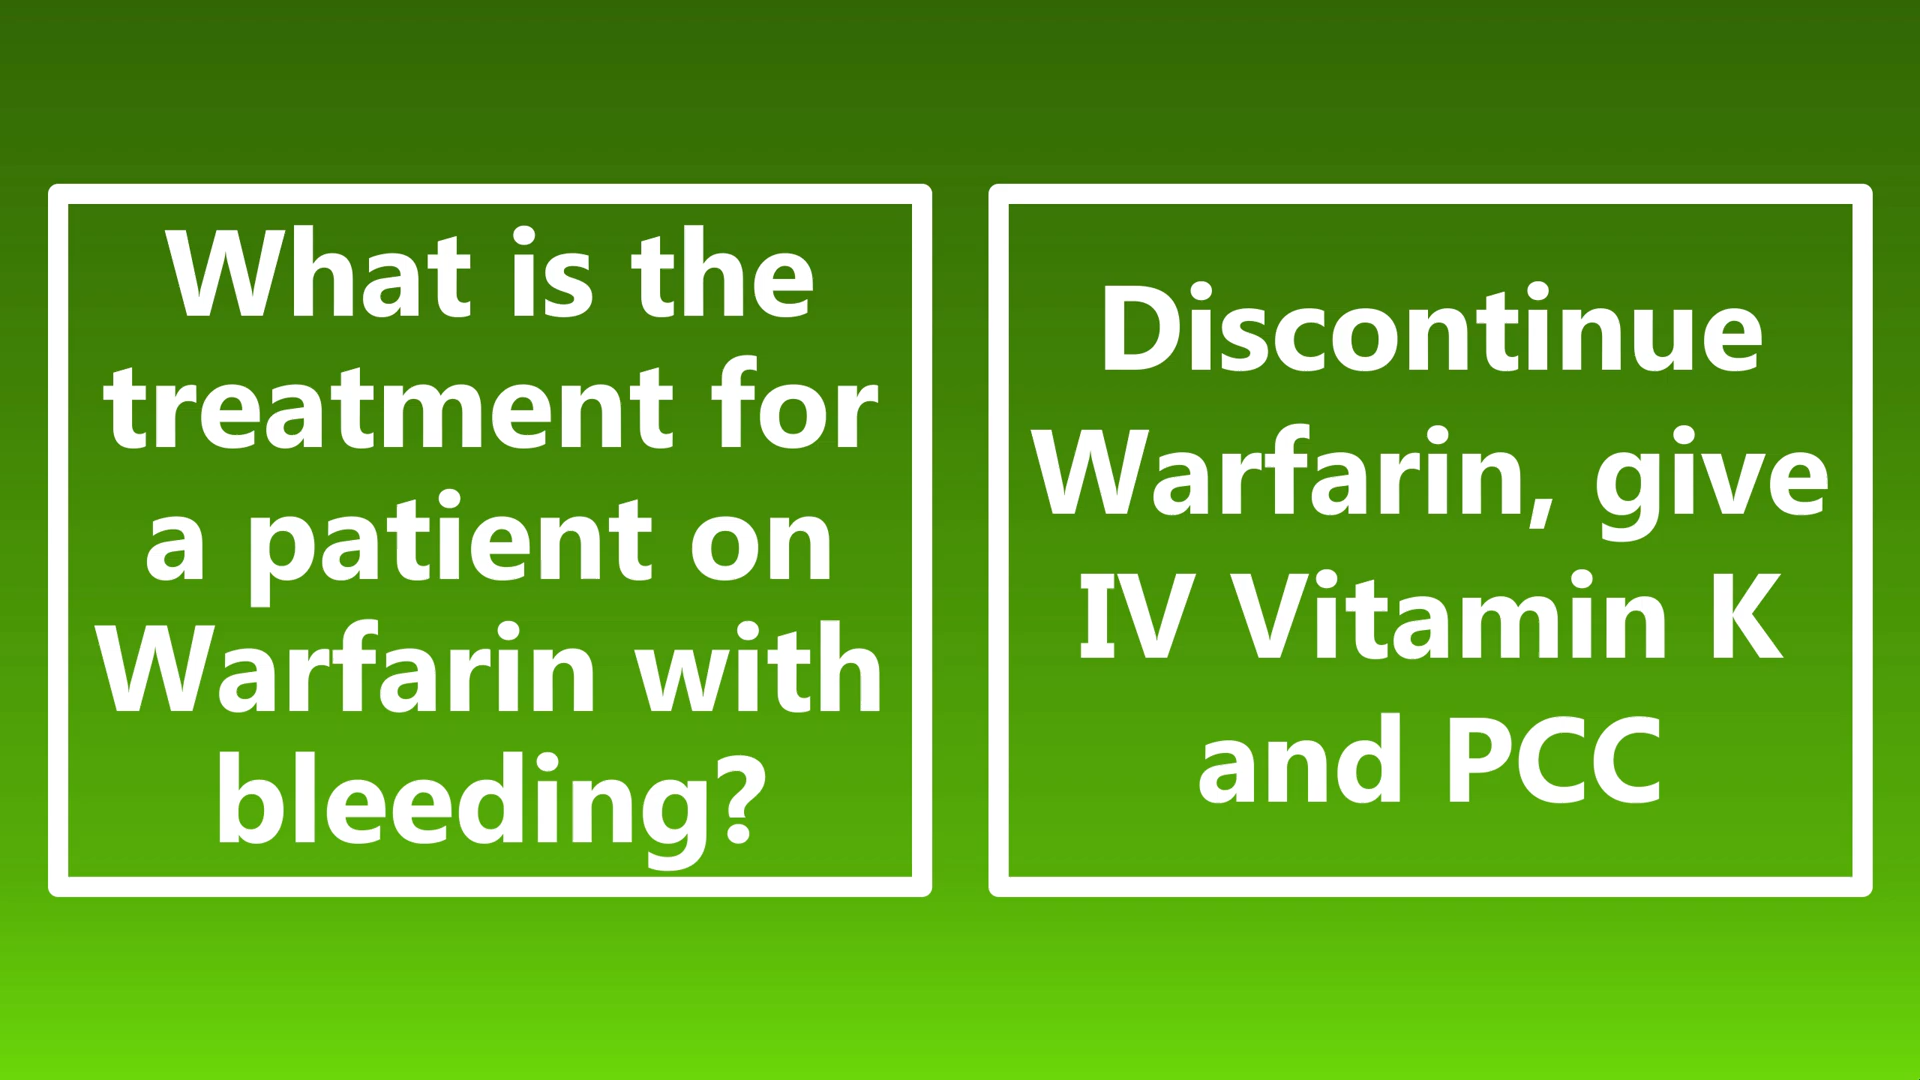 What is the
treatment for
a patient on
Warfarin with
bleeding?
Discontinue
Warfarin, give
IV Vitamin K
and PCC